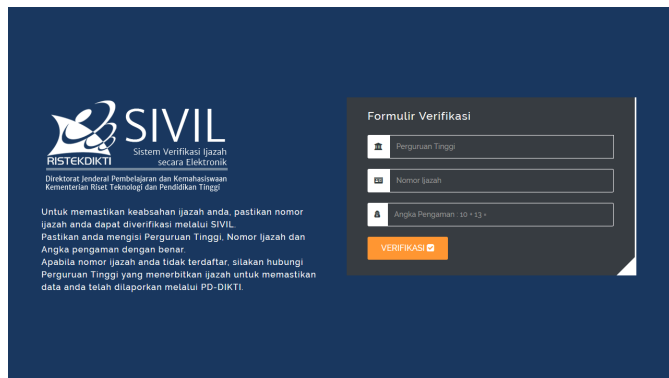 SIVIL
Sistem Verifikasi Ijazah
secara Elektronik
RISTEKDIKTI
Direktorat Jenderal Pembelajaran dan Kemahasiswaan
Kementerian Riset Teknologi dan Pendidikan Tinggi
Untuk memastikan keabsahan ijazah anda, pastikan nomor
ijazah anda dapat diverifikasi melalui SIVIL.
Pastikan anda mengisi Perguruan Tinggi, Nomor Ijazah dan
Angka pengaman dengan benar.
Apabila nomor ijazah anda tidak terdaftar, silakan hubungi
Perguruan Tinggi yang menerbitkan ijazah untuk memastikan
data anda telah dilaporkan melalui PD-DIKTI.
Formulir Verifikasi
Perguruan Tinggi
Nomor Ijazah
Angka Pengaman : 10 + 13 =
VERIFIKASI